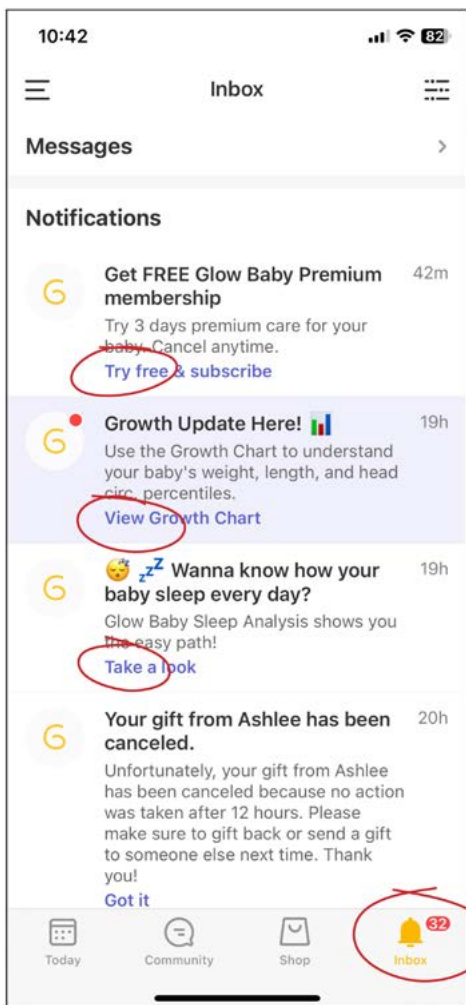 10:42
82
Inbox
Messages
Notifications
Get FREE Glow Baby Premium 42m
membership
Try 3 days premium care for your
baby. Cancel anytime.
Try free & subscribe
Growth Update Here! 📊 19h
Use the Growth Chart to understand
your baby's weight, length, and head
circ. percentiles.
View Growth Chart
😴 💤 Wanna know how your 19h
baby sleep every day?
Glow Baby Sleep Analysis shows you
the easy path!
Take a look
Your gift from Ashlee has been 20h
canceled.
Unfortunately, your gift from Ashlee
has been canceled because no action
was taken after 12 hours. Please
make sure to gift back or send a gift
to someone else next time. Thank
you!
Got it
32
Today Community Shop Inbox